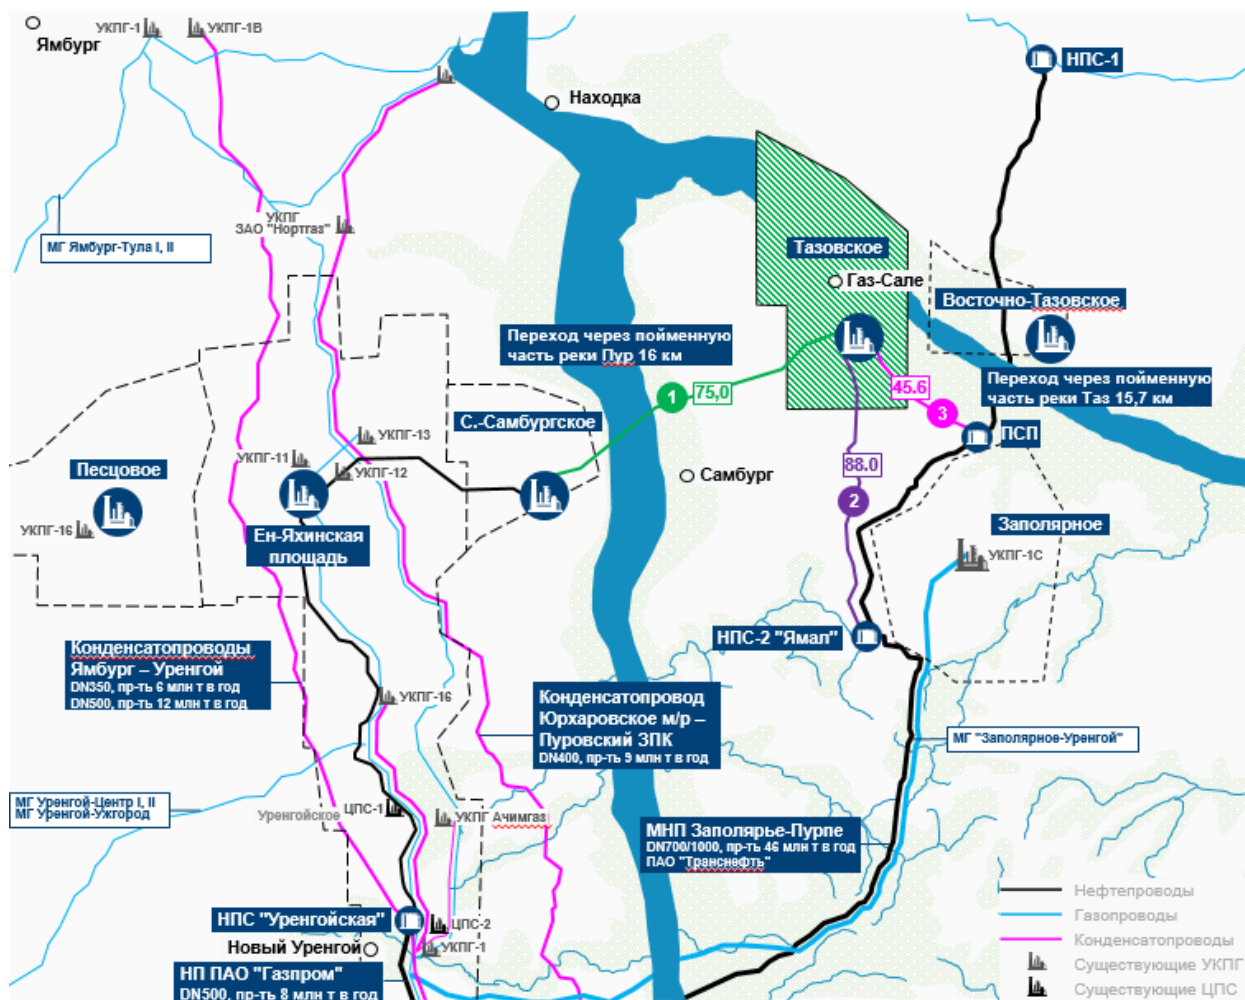 УКПГ-1
УКПГ-1В
Ямбург
НПС-1
Находка
УКПГ
ЗАО "Нортгаз"
МГ Ямбург-Тула I, II
Тазовское
Газ-Сале
Восточно-Тазовское
Переход через пойменную
часть реки Пур 16 км
Переход через пойменную
часть реки Таз 15,7 км
1
75,0
45.6
3
ПСП
С.-Самбургское
УКПГ-13
УКПГ-11
УКПГ-12
Песцовое
УКПГ-16
Самбург
88.0
2
Ен-Яхинская
площадь
Заполярное
УКПГ-1С
НПС-2 "Ямал"
Конденсатопроводы
Ямбург – Уренгой
DN350, пр-ть 6 млн т в год
DN500, пр-ть 12 млн т в год
УКПГ-16
Конденсатопровод
Юрхаровское м/р –
Пуровский ЗПК
DN400, пр-ть 9 млн т в год
МГ "Заполярное-Уренгой"
МГ Уренгой-Центр I, II
МГ Уренгой-Ужгород
Уренгойское
ЦПС-1
УКПГ Ачимгаз
МНП Заполярье-Пурпе
DN700/1000, пр-ть 46 млн т в год
ПАО "Транснефть"
НПС "Уренгойская"
ЦПС-2
Новый Уренгой
УКПГ-1
НП ПАО "Газпром"
DN500, пр-ть 8 млн т в год
Нефтепроводы
Газопроводы
Конденсатопроводы
Существующие УКПГ
Существующие ЦПС